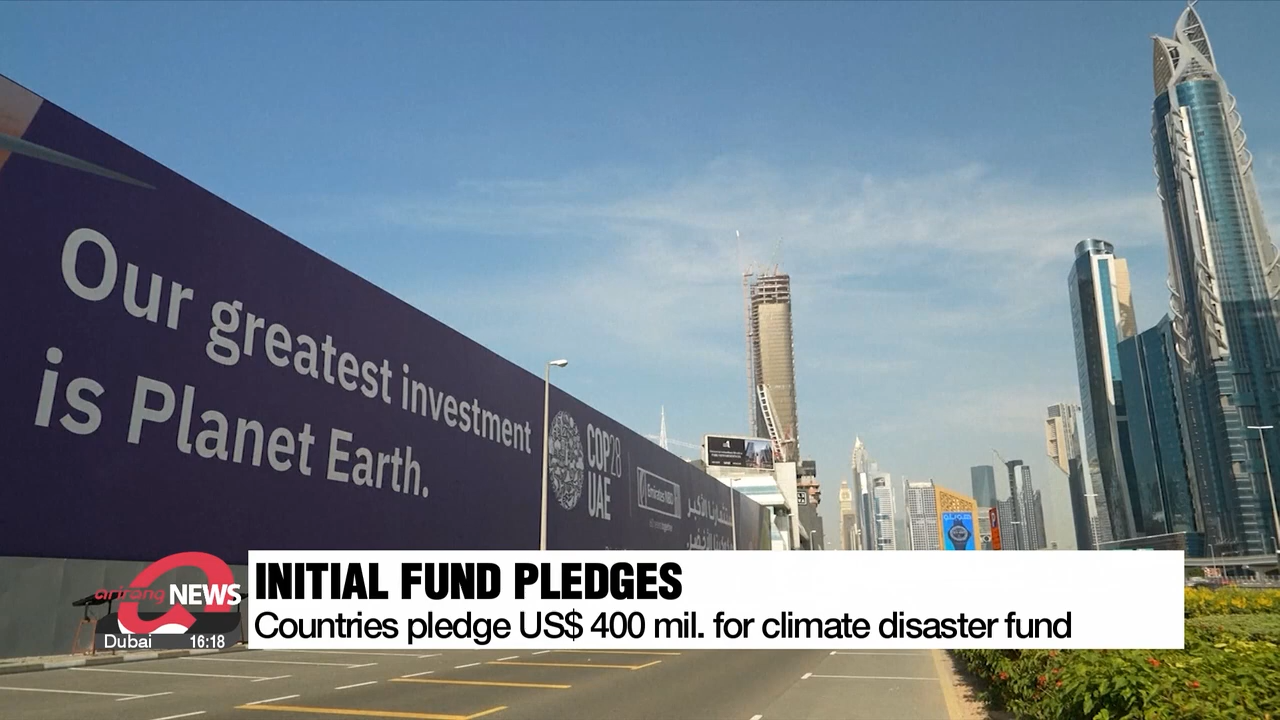 Our greatest investment
is Planet Earth.
COP28
UAE
Emirates NBD
INITIAL FUND PLEDGES
Countries pledge US$ 400 mil. for climate disaster fund
arirang NEWS
Dubai 16:18